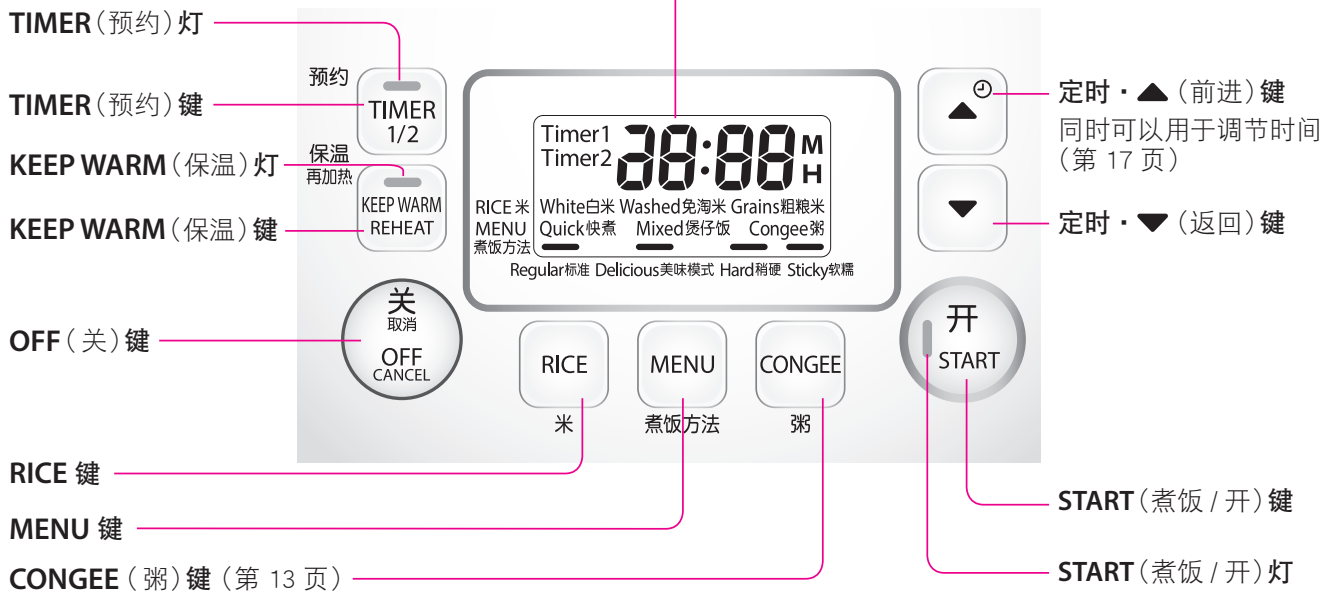 TIMER（预约）灯
TIMER（预约）键
KEEP WARM（保温）灯
KEEP WARM（保温）键
OFF（关）键
RICE 键
MENU 键
CONGEE（粥）键（第 13 页）
预约
TIMER
1/2
保温
再加热
KEEP WARM
REHEAT
关
取消
OFF
CANCEL
Timer1
Timer2
28:88 M
H
RICE 米 White白米 Washed免淘米 Grains粗粮米
MENU Quick快煮 Mixed煲仔饭 Congee粥
煮饭方法
Regular标准 Delicious美味模式 Hard稍硬 Sticky软糯
RICE
米
MENU
煮饭方法
CONGEE
粥
▲
▼
开
START
定时・▲（前进）键
同时可以用于调节时间
（第 17 页）
定时・▼（返回）键
START（煮饭 / 开）键
START（煮饭 / 开）灯